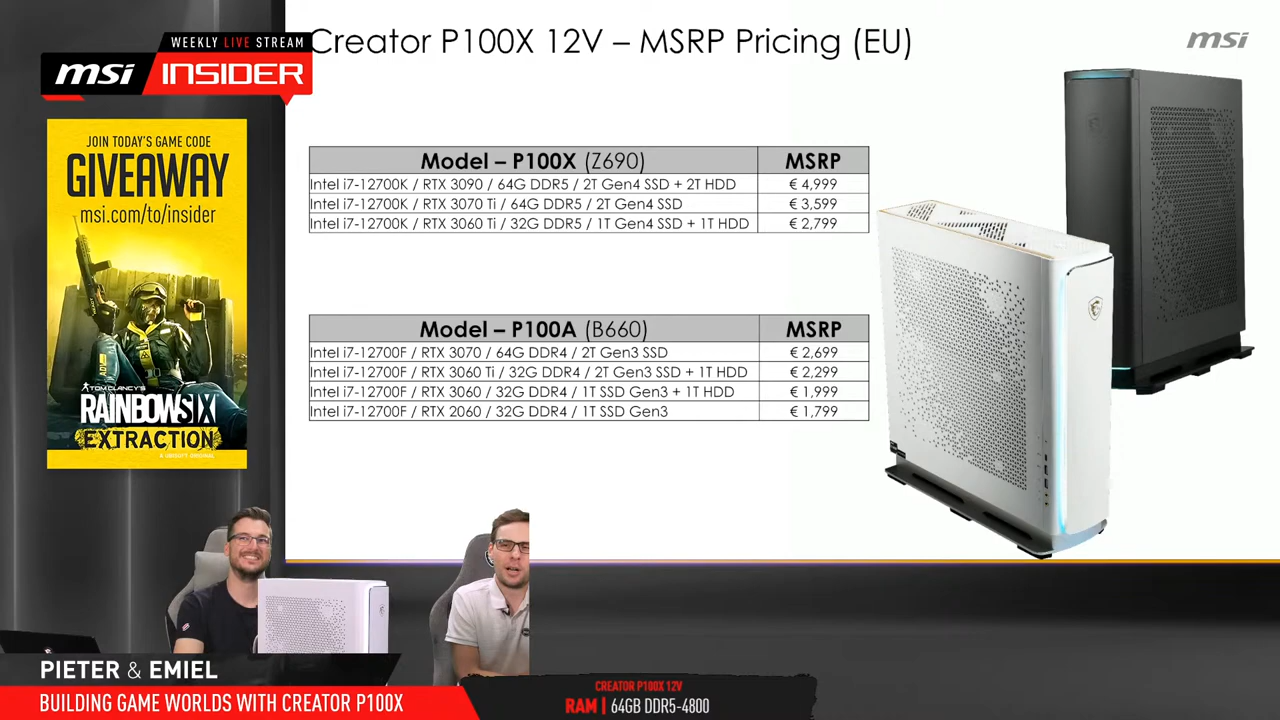 WEEKLY LIVE STREAM
msi INSIDER
Creator P100X 12V – MSRP Pricing (EU)
msi
JOIN TODAY'S GAME CODE
GIVEAWAY
msi.com/to/insider
TOM CLANCY'S
RAINBOWSIX
EXTRACTION
A UBISOFT ORIGINAL
Model – P100X (Z690) MSRP
Intel i7-12700K / RTX 3090 / 64G DDR5 / 2T Gen4 SSD + 2T HDD € 4,999
Intel i7-12700K / RTX 3070 Ti / 64G DDR5 / 2T Gen4 SSD € 3,599
Intel i7-12700K / RTX 3060 Ti / 32G DDR5 / 1T Gen4 SSD + 1T HDD € 2,799
Model – P100A (B660) MSRP
Intel i7-12700F / RTX 3070 / 64G DDR4 / 2T Gen3 SSD € 2,699
Intel i7-12700F / RTX 3060 Ti / 32G DDR4 / 2T Gen3 SSD + 1T HDD € 2,299
Intel i7-12700F / RTX 3060 / 32G DDR4 / 1T SSD Gen3 + 1T HDD € 1,999
Intel i7-12700F / RTX 2060 / 32G DDR4 / 1T SSD Gen3 € 1,799
PIETER & EMIEL
BUILDING GAME WORLDS WITH CREATOR P100X
CREATOR P100X 12V
RAM | 64GB DDR5-4800